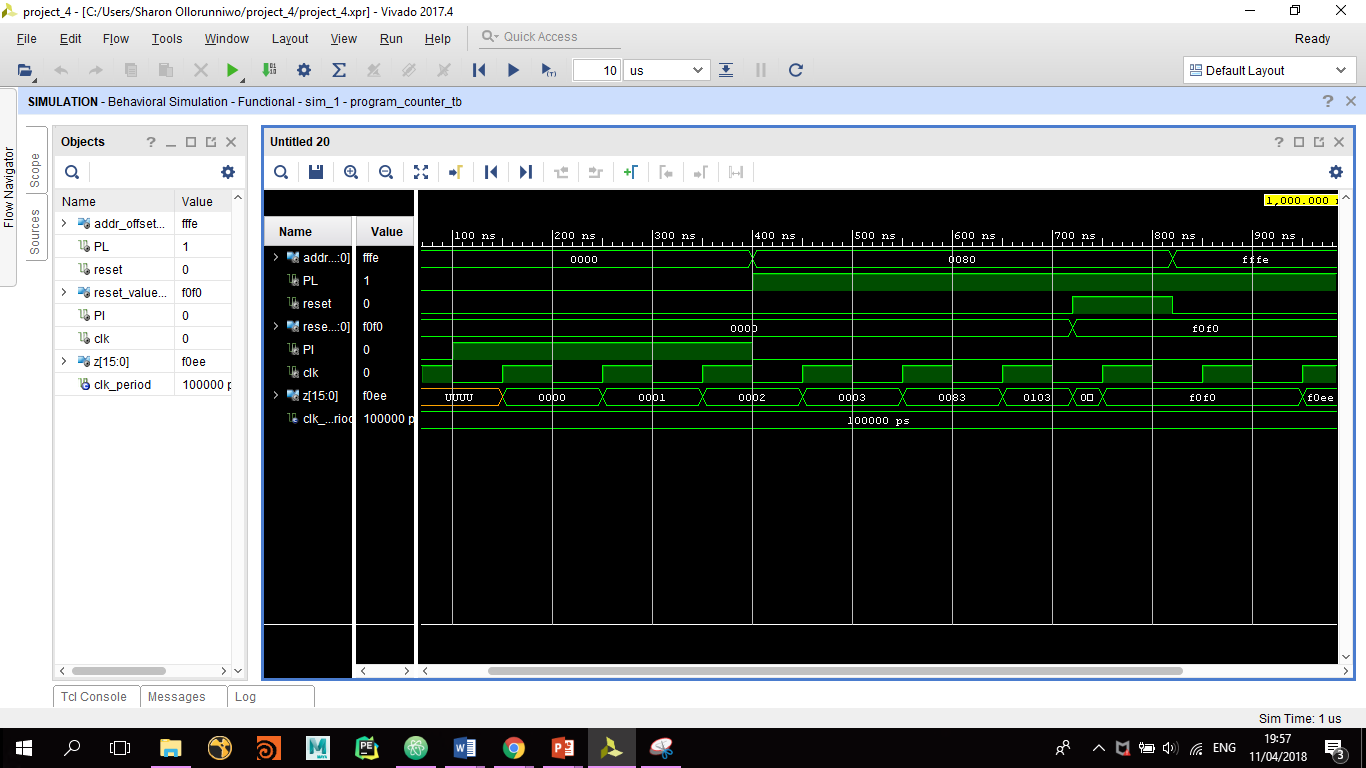 project_4 - [C:/Users/Sharon Ollorunniwo/project_4/project_4.xpr] - Vivado 2017.4
File Edit Flow Tools Window Layout View Run Help Quick Access Ready
10 us Default Layout
SIMULATION - Behavioral Simulation - Functional - sim_1 - program_counter_tb
Flow Navigator
Scope
Sources
Objects
Name Value
addr_offset... fffe
PL 1
reset 0
reset_value... f0f0
PI 0
clk 0
z[15:0] f0ee
clk_period 100000 p
Untitled 20
1,000.000
Name Value
100 ns 200 ns 300 ns 400 ns 500 ns 600 ns 700 ns 800 ns 900 ns
addr...:0] fffe 0000 0080 fffe
PL 1
reset 0
rese...:0] f0f0 0000 f0f0
PI 0
clk 0
z[15:0] f0ee UUUU 0000 0001 0002 0003 0083 0103 0 f0f0 f0ee
clk_...rioc 100000 p 100000 ps
Tcl Console Messages Log
Sim Time: 1 us
ENG
19:57
11/04/2018
3